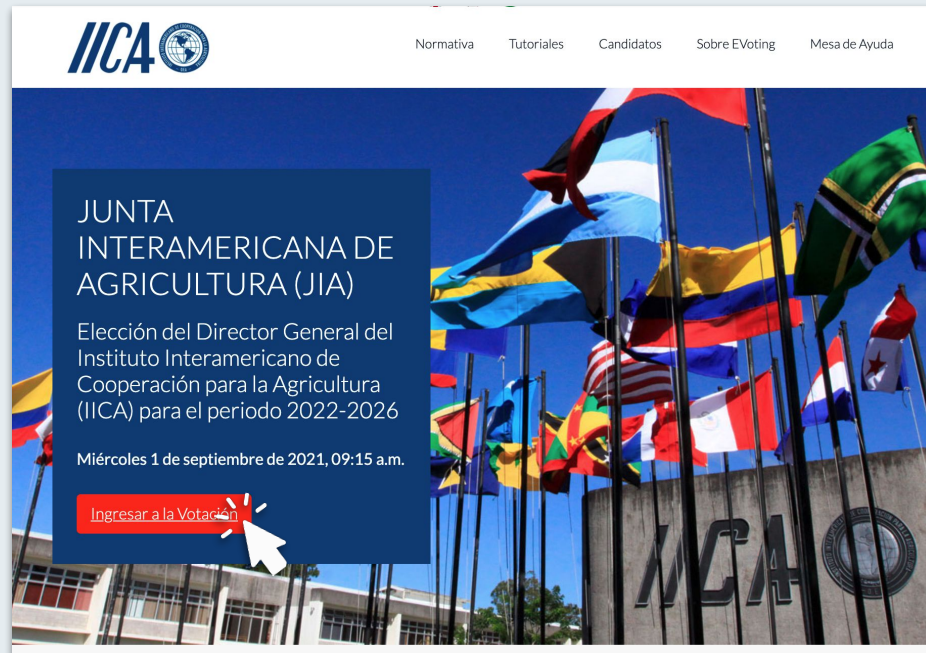 IICA
Normativa Tutoriales Candidatos Sobre EVoting Mesa de Ayuda
JUNTA
INTERAMERICANA DE
AGRICULTURA (JIA)
Elección del Director General del
Instituto Interamericano de
Cooperación para la Agricultura
(IICA) para el periodo 2022-2026
Miércoles 1 de septiembre de 2021, 09:15 a.m.
Ingresar a la Votación
IICA